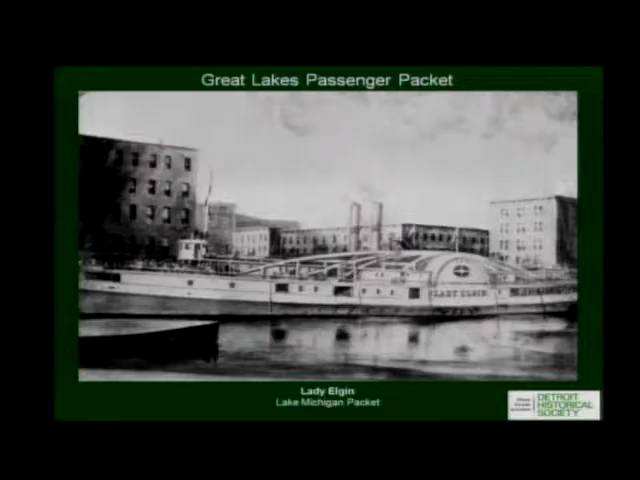 Great Lakes Passenger Packet
LADY ELGIN
Lady Elgin
Lake Michigan Packet
DETROIT
HISTORICAL
SOCIETY